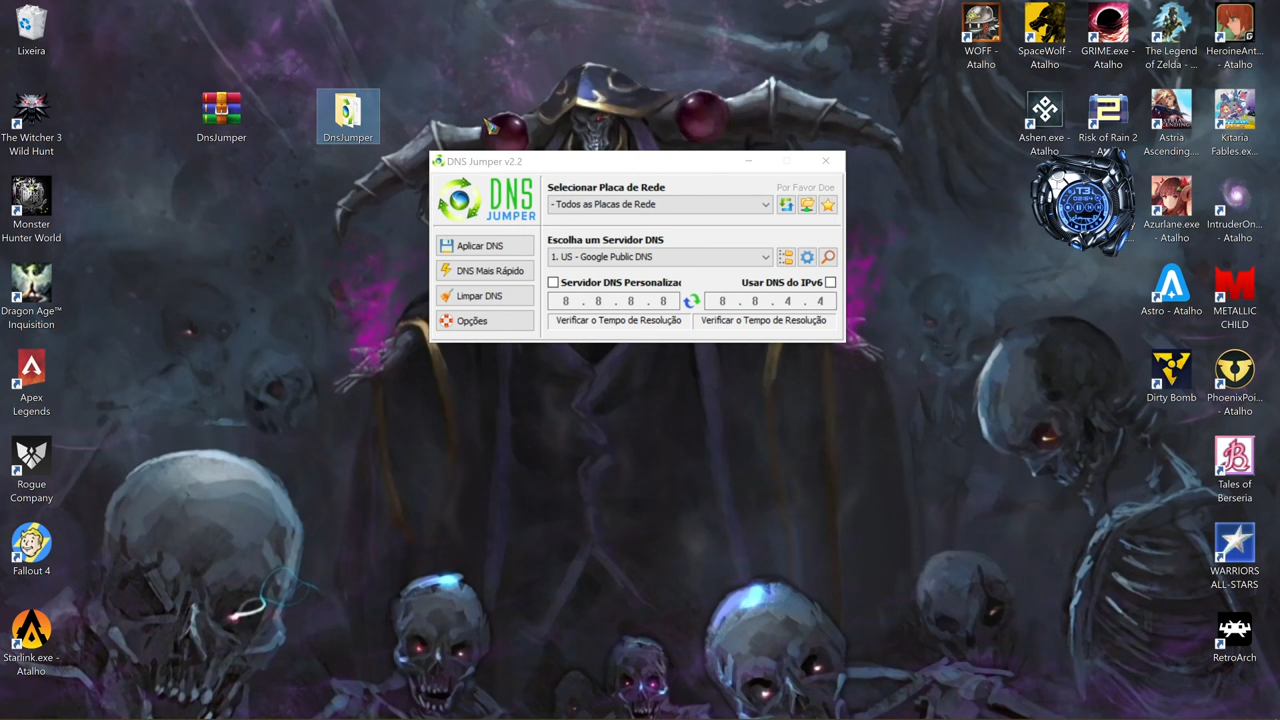 Lixeira
The Witcher 3
Wild Hunt
Monster
Hunter World
Dragon Age™
Inquisition
Apex
Legends
Rogue
Company
Fallout 4
Starlink.exe -
Atalho
DnsJumper
DnsJumper
DNS Jumper v2.2
DNS
JUMPER
Aplicar DNS
DNS Mais Rápido
Limpar DNS
Opções
Selecionar Placa de Rede
Por Favor Doe
- Todos as Placas de Rede
Escolha um Servidor DNS
1. US - Google Public DNS
Servidor DNS Personalizac
Usar DNS do IPv6
8 . 8 . 8 . 8
8 . 8 . 4 . 4
Verificar o Tempo de Resolução
Verificar o Tempo de Resolução
WOFF -
Atalho
SpaceWolf -
Atalho
GRIME.exe -
Atalho
The Legend
of Zelda - ...
HeroineAnt...
- Atalho
Ashen.exe -
Atalho
Risk of Rain 2
Astria
Ascending....
Kitaria
Fables.ex...
T3L
Azurlane.exe
- Atalho
IntruderOn...
- Atalho
Astro - Atalho
METALLIC
CHILD
Dirty Bomb
PhoenixPoi...
- Atalho
Tales of
Berseria
WARRIORS
ALL-STARS
RetroArch